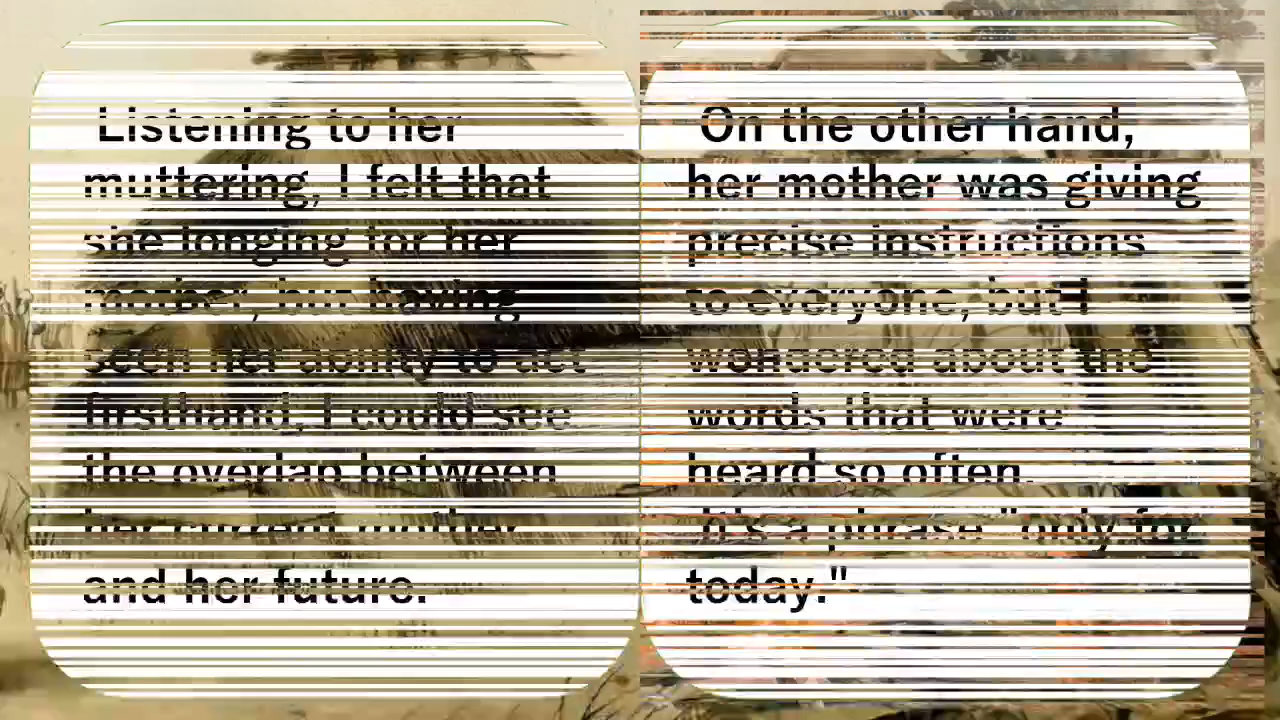 Listening to her
muttering, I felt that
she longing for her
mother, but having
seen her ability to act
firsthand, I could see
the overlap between
her current mother
and her future.
On the other hand,
her mother was giving
precise instructions
to everyone, but I
wondered about the
words that were
heard so often.
It's a phrase "only for
today."